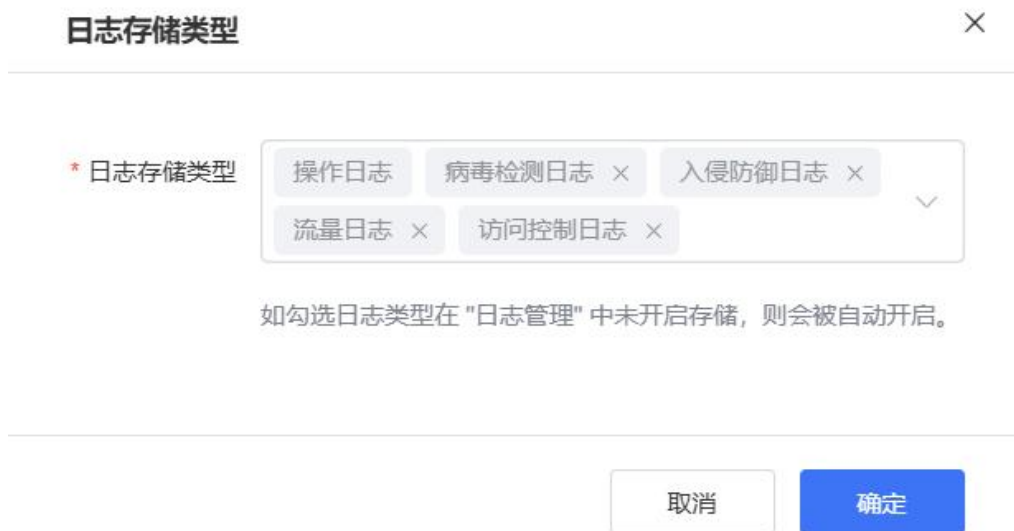 日志存储类型
* 日志存储类型
操作日志 病毒检测日志 × 入侵防御日志 ×
流量日志 × 访问控制日志 ×
如勾选日志类型在 "日志管理" 中未开启存储，则会被自动开启。
取消 确定